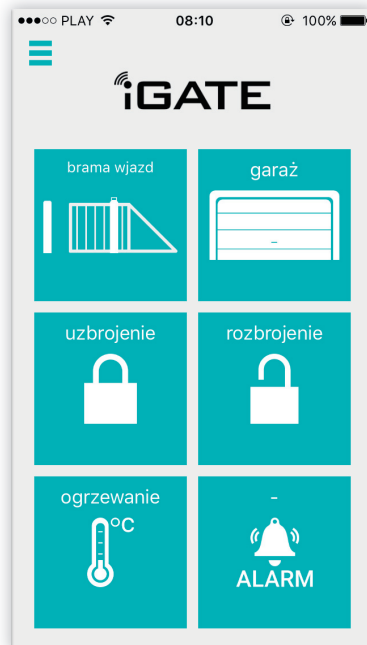 PLAY 08:10 100%
iGATE
brama wjazd
garaż
uzbrojenie
rozbrojenie
ogrzewanie
-
°C
ALARM